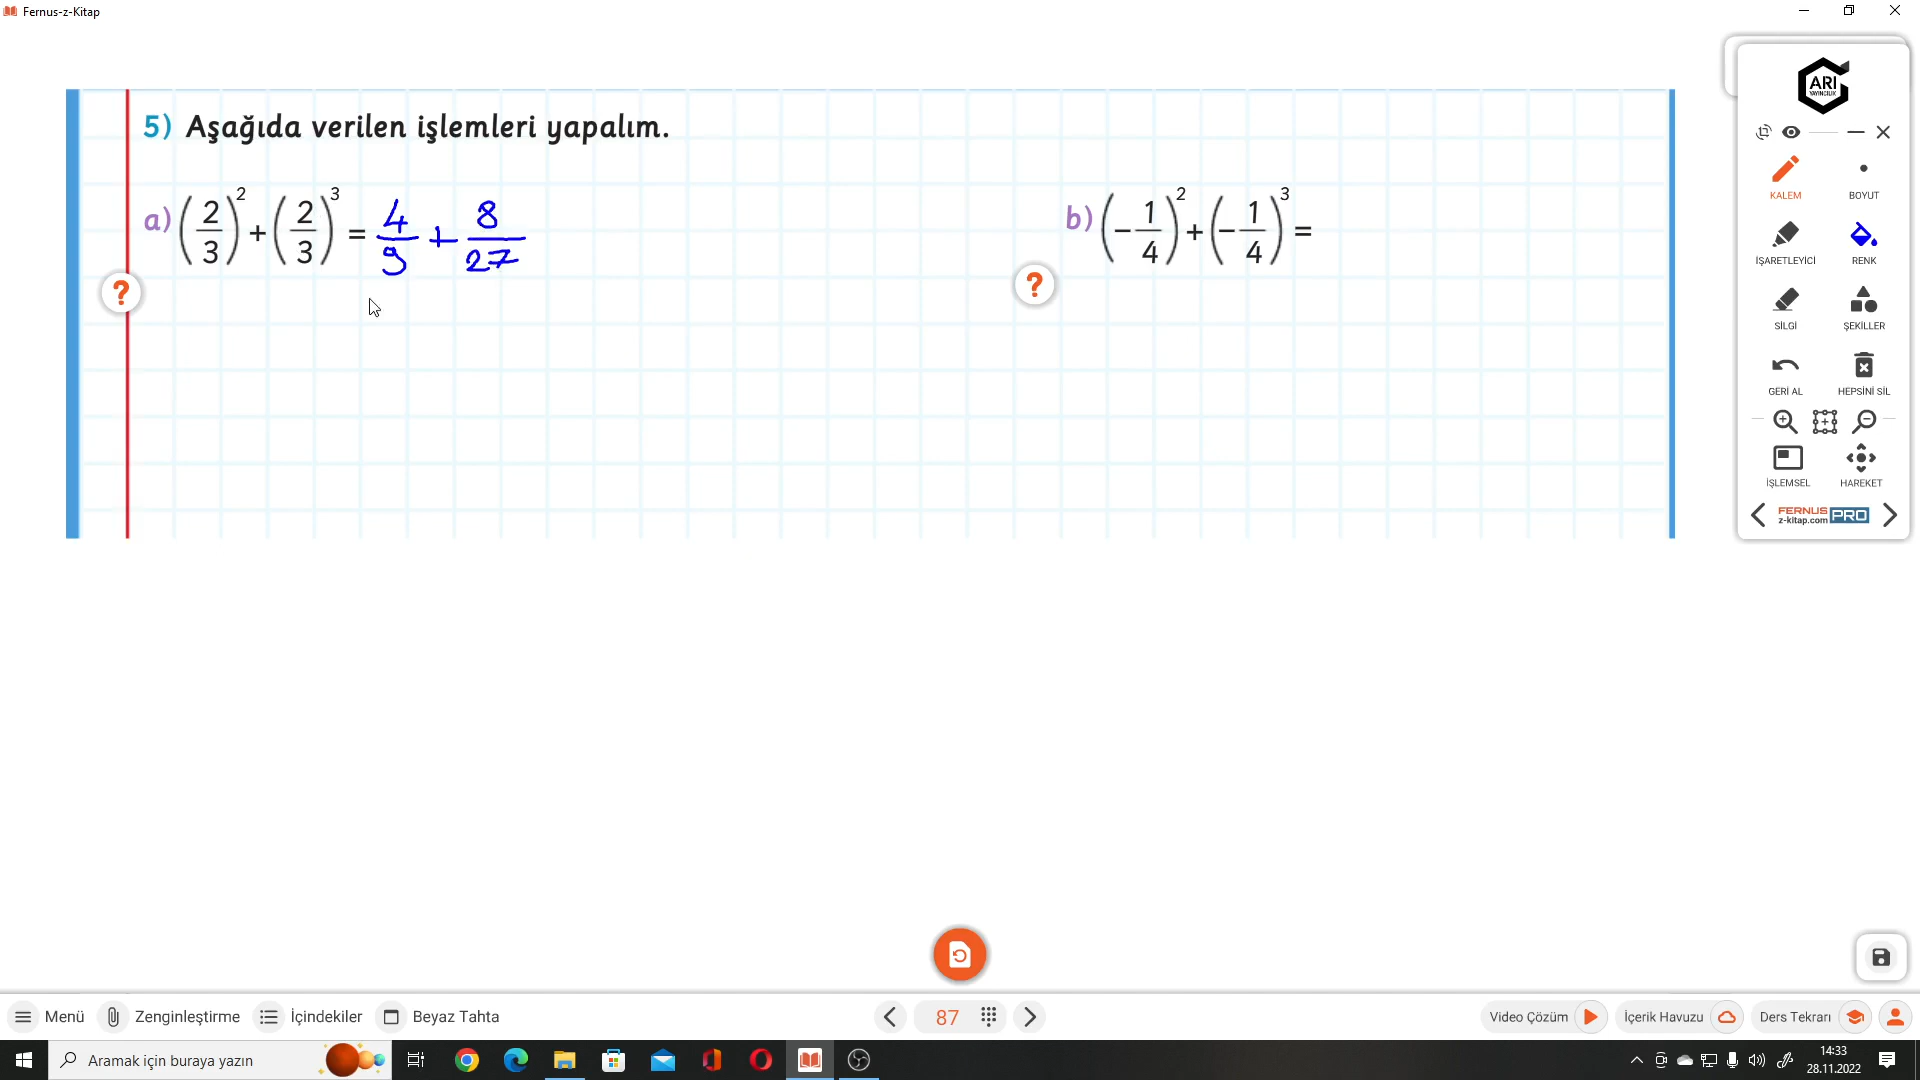 Fernus-z-Kitap
ARI
YAYINCILIK
5) Aşağıda verilen işlemleri yapalım.
a) (2/3)² + (2/3)³ = 4/9 + 8/27
b) (-1/4)² + (-1/4)³ =
?
?
KALEM
BOYUT
İŞARETLEYİCİ
RENK
SİLGİ
ŞEKİLLER
GERİ AL
HEPSİNİ SİL
İŞLEMSEL
HAREKET
FERNUS
z-kitap.com
PRO
Menü
Zenginleştirme
İçindekiler
Beyaz Tahta
87
Video Çözüm
İçerik Havuzu
Ders Tekrarı
Aramak için buraya yazın
14:33
28.11.2022